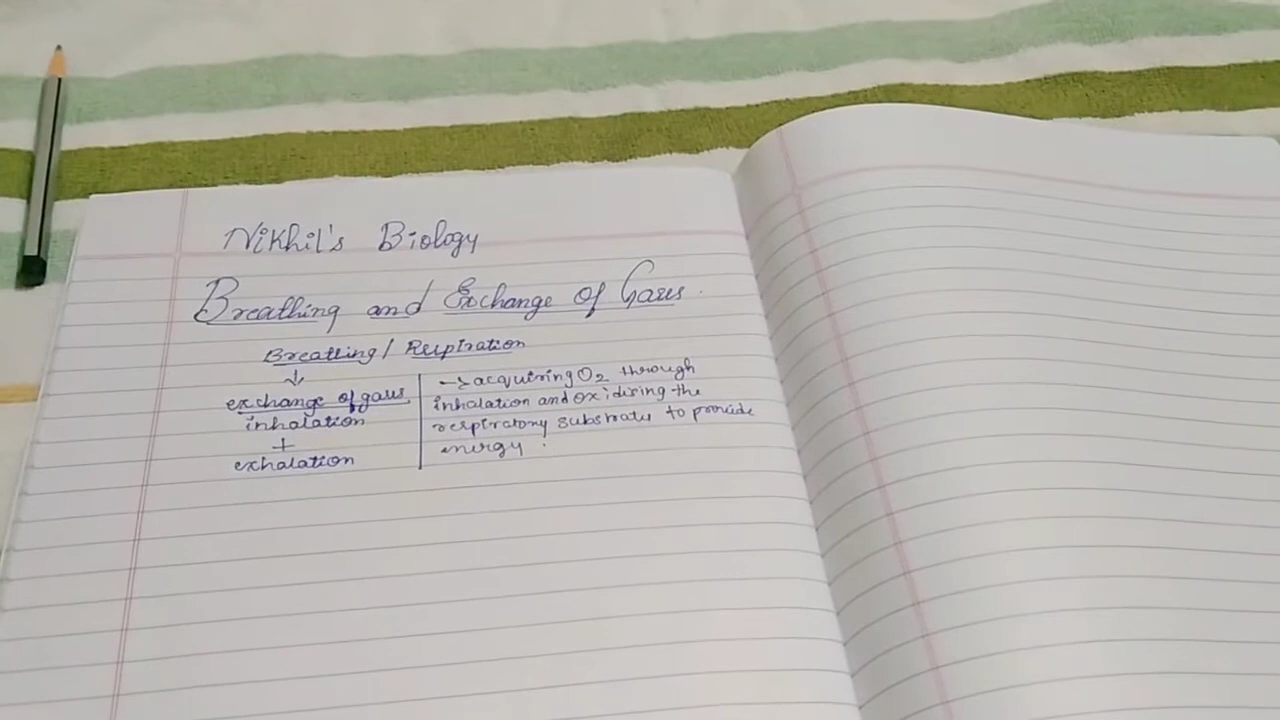 Nikhil's Biology
Breathing and Exchange of Gases.
Breathing / Respiration
↓
exchange of gases
inhalation
+
exhalation
→ acquiring O2 through
inhalation and oxidising the
respiratory substrates to provide
energy.